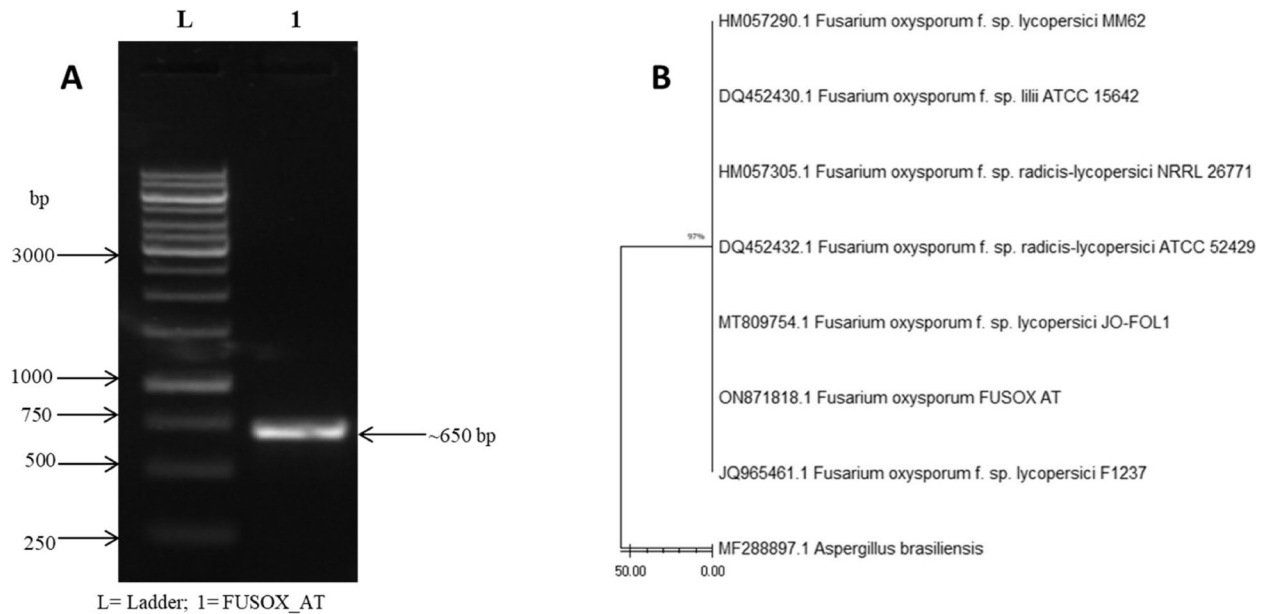 L 1
A
bp
3000
1000
750
500
250
~650 bp
L= Ladder; 1= FUSOX_AT
B
HM057290.1 Fusarium oxysporum f. sp. lycopersici MM62
DQ452430.1 Fusarium oxysporum f. sp. lilii ATCC 15642
HM057305.1 Fusarium oxysporum f. sp. radicis-lycopersici NRRL 26771
97%
DQ452432.1 Fusarium oxysporum f. sp. radicis-lycopersici ATCC 52429
MT809754.1 Fusarium oxysporum f. sp. lycopersici JO-FOL1
ON871818.1 Fusarium oxysporum FUSOX AT
JQ965461.1 Fusarium oxysporum f. sp. lycopersici F1237
MF288897.1 Aspergillus brasiliensis
50.00 0.00